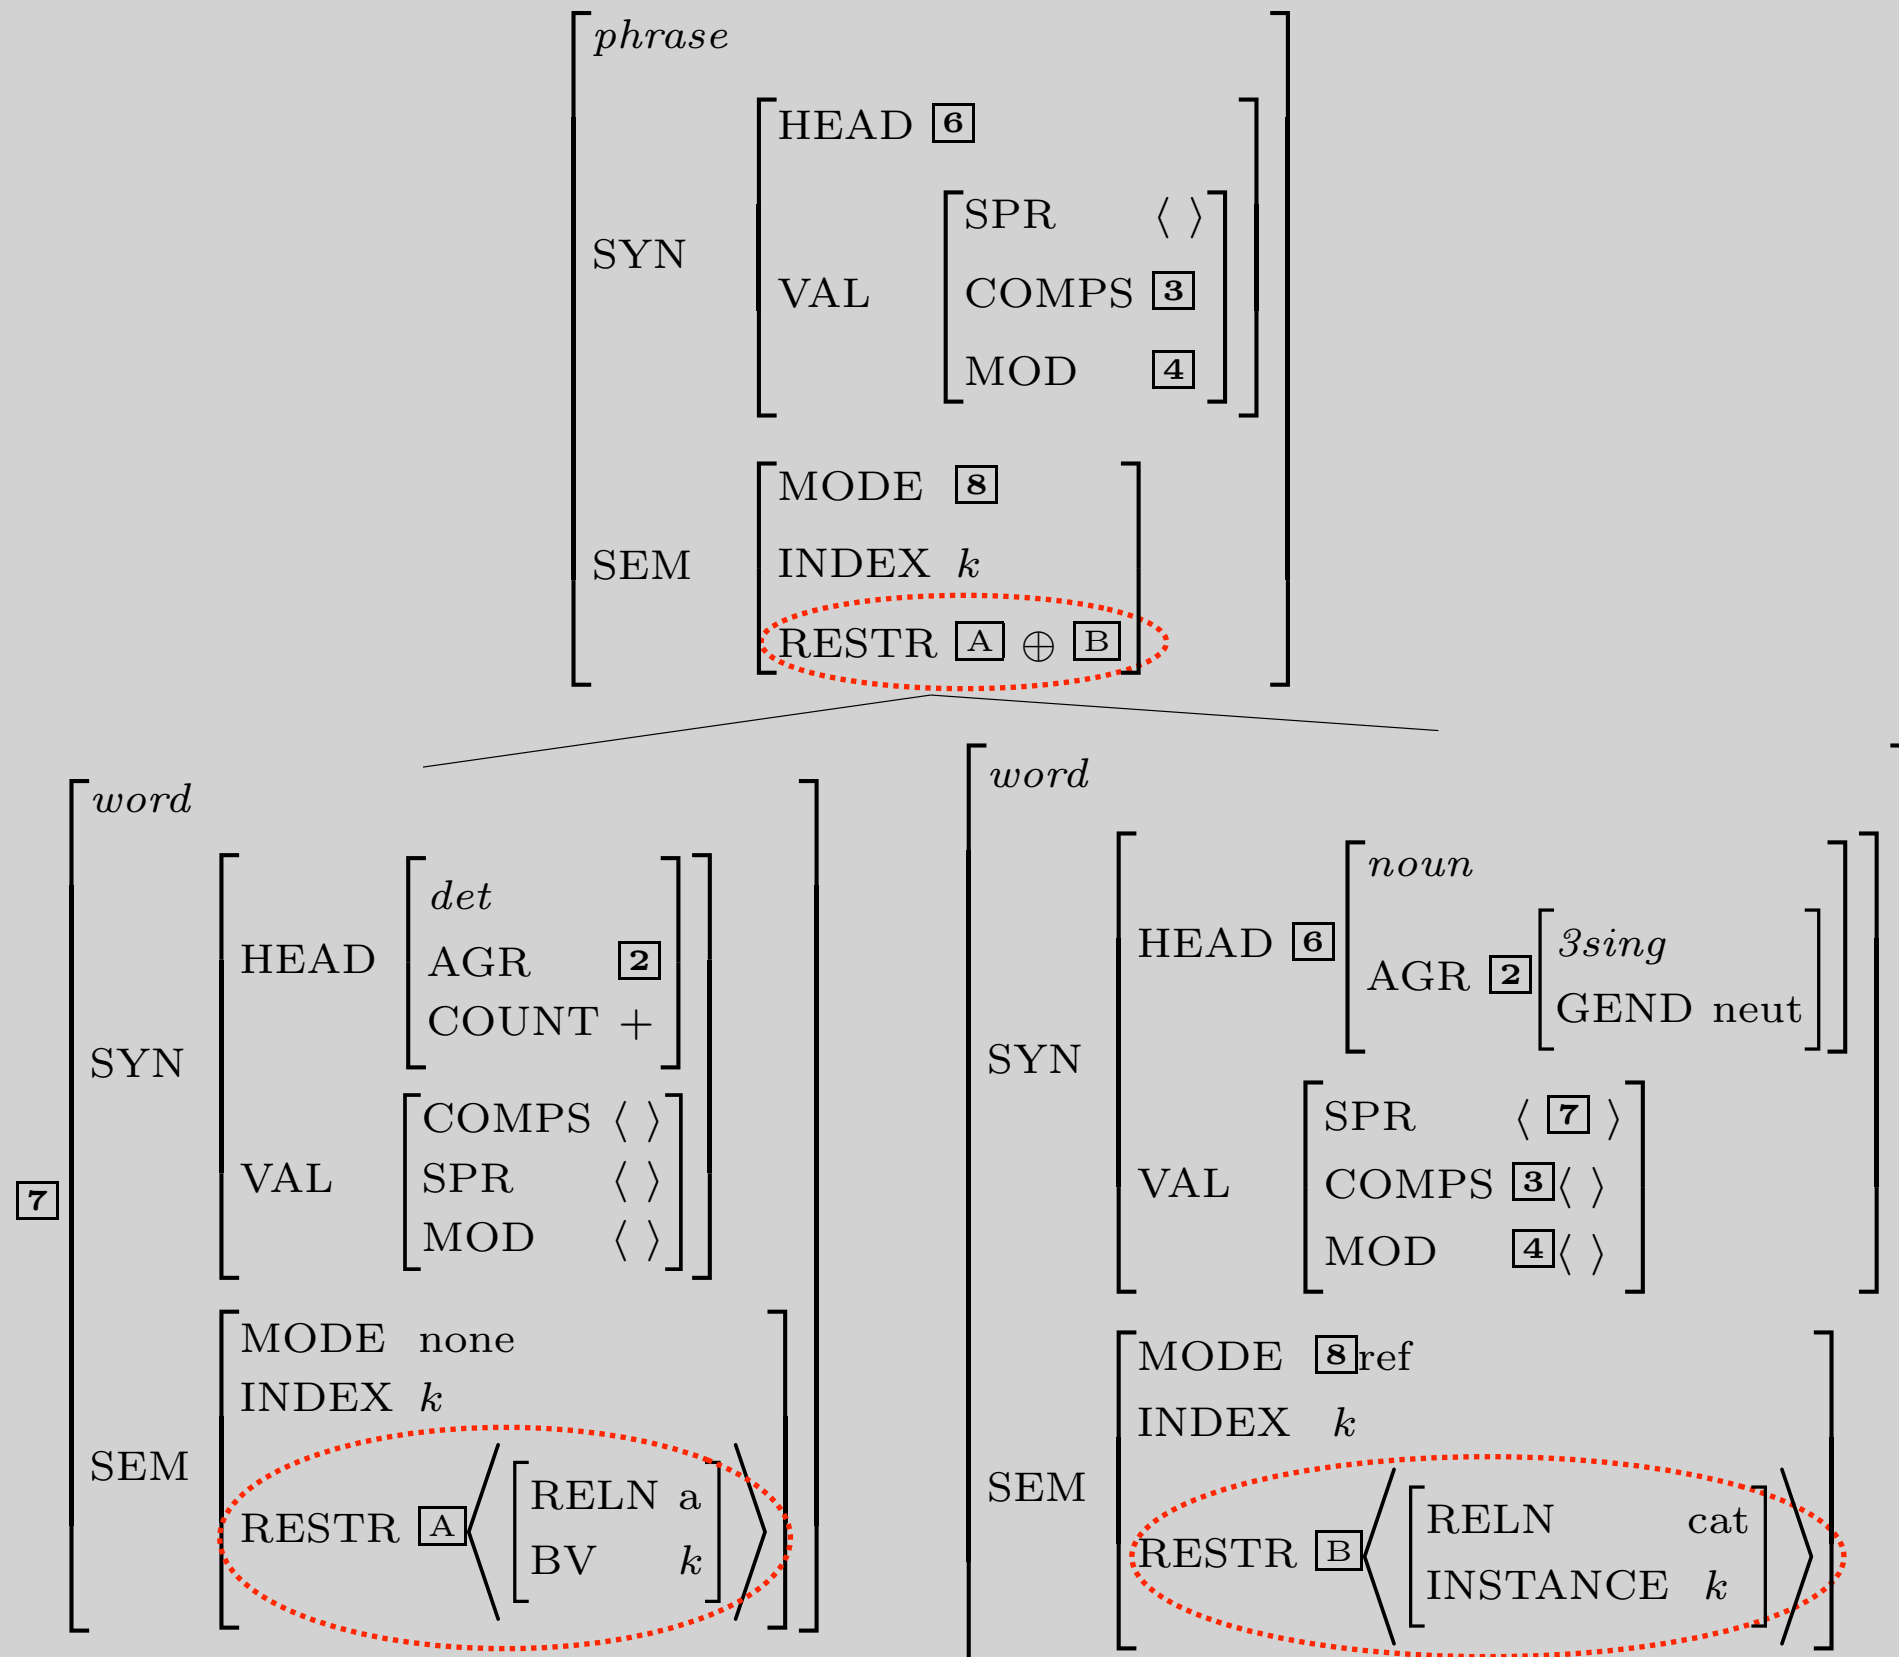 phrase
HEAD 6
SPR ⟨ ⟩
SYN
VAL
COMPS 3
MOD 4
MODE 8
SEM
INDEX k
RESTR A ⊕ B
7
word
det
HEAD
AGR 2
COUNT +
SYN
COMPS ⟨ ⟩
VAL
SPR ⟨ ⟩
MOD ⟨ ⟩
MODE none
INDEX k
SEM
RESTR A
RELN a
BV k
word
noun
HEAD 6
3sing
AGR 2
GEND neut
SYN
SPR ⟨ 7 ⟩
VAL
COMPS 3 ⟨ ⟩
MOD 4 ⟨ ⟩
MODE 8 ref
INDEX k
SEM
RESTR B
RELN cat
INSTANCE k